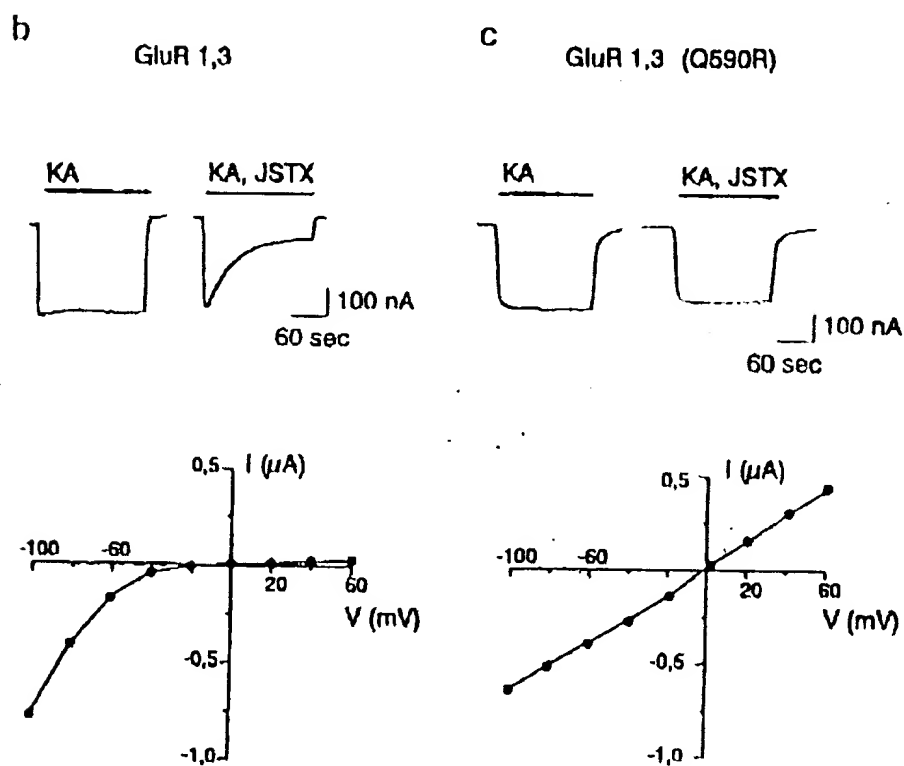 b
GluR 1,3
KA
KA, JSTX
100 nA
60 sec
0,5
I (µA)
-100
-60
20
60
V (mV)
-0,5
-1,0
c
GluR 1,3 (Q590R)
KA
KA, JSTX
100 nA
60 sec
0,5
I (µA)
-100
-60
20
60
V (mV)
-0,6
-1,0